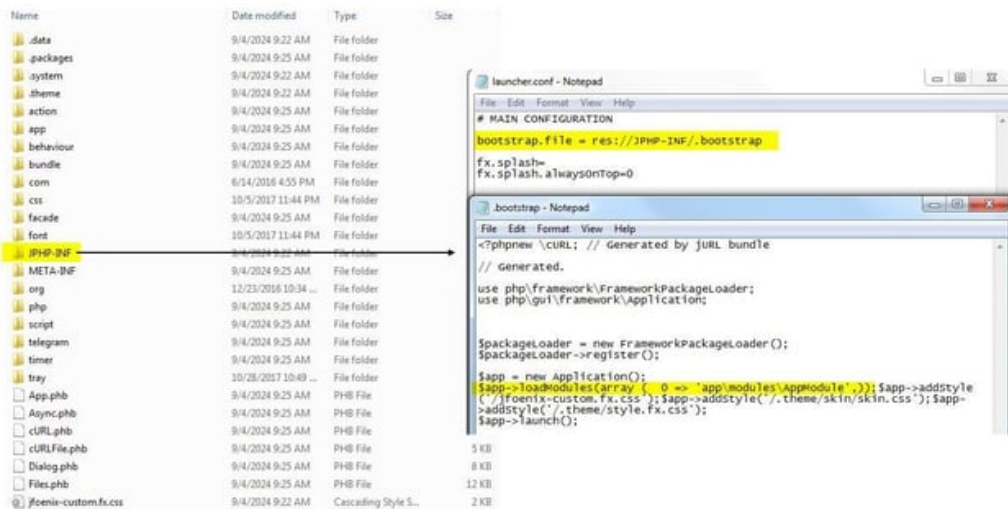 Name Date modified Type Size
.data 9/4/2024 9:22 AM File folder
.packages 9/4/2024 9:25 AM File folder
.system 9/4/2024 9:22 AM File folder
.theme 9/4/2024 9:22 AM File folder
action 9/4/2024 9:25 AM File folder
app 9/4/2024 9:25 AM File folder
behaviour 9/4/2024 9:25 AM File folder
bundle 9/4/2024 9:25 AM File folder
com 6/14/2016 4:55 PM File folder
css 10/5/2017 11:44 PM File folder
facade 9/4/2024 9:25 AM File folder
font 10/5/2017 11:44 PM File folder
JPHP-INF
META-INF 9/4/2024 9:25 AM File folder
org 12/23/2016 10:34 ... File folder
php 9/4/2024 9:25 AM File folder
script 9/4/2024 9:25 AM File folder
telegram 9/4/2024 9:25 AM File folder
timer 9/4/2024 9:25 AM File folder
tray 10/28/2017 10:49 ... File folder
App.phb 9/4/2024 9:25 AM PHB File
Async.phb 9/4/2024 9:25 AM PHB File
cURL.phb 9/4/2024 9:25 AM PHB File
cURLFile.phb 9/4/2024 9:25 AM PHB File 5 KB
Dialog.phb 9/4/2024 9:25 AM PHB File 8 KB
Files.phb 9/4/2024 9:25 AM PHB File 12 KB
jfoenix-custom.fx.css 9/4/2024 9:22 AM Cascading Style S... 2 KB
launcher.conf - Notepad
File Edit Format View Help
# MAIN CONFIGURATION
bootstrap.file = res://JPHP-INF/.bootstrap
fx.splash=
fx.splash.alwaysOnTop=0
.bootstrap - Notepad
File Edit Format View Help
<?phpnew \cURL; // Generated by jURL bundle
// Generated.
use php\framework\FrameworkPackageLoader;
use php\gui\framework\Application;
$packageLoader = new FrameworkPackageLoader();
$packageLoader->register();
$app = new Application();
$app->loadModules(array ( 0 => 'app\modules\AppModule',));$app->addStyle
('/jfoenix-custom.fx.css');$app->addStyle('/.theme/skin/skin.css');$app-
>addStyle('/.theme/style.fx.css');
$app->launch();